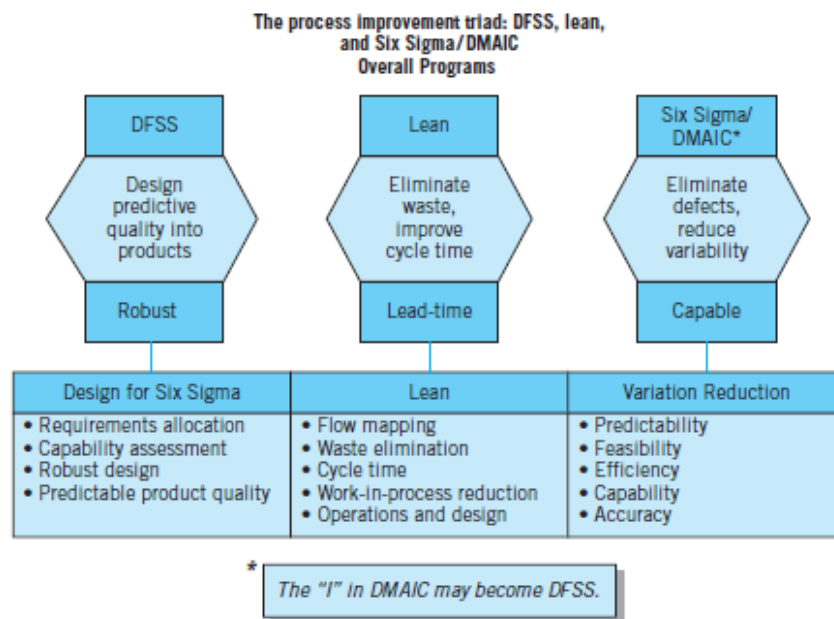 The process improvement triad: DFSS, lean,
and Six Sigma/DMAIC
Overall Programs
DFSS
Design
predictive
quality into
products
Robust
Lean
Eliminate
waste,
improve
cycle time
Lead-time
Six Sigma/
DMAIC*
Eliminate
defects,
reduce
variability
Capable
Design for Six Sigma
• Requirements allocation
• Capability assessment
• Robust design
• Predictable product quality
Lean
• Flow mapping
• Waste elimination
• Cycle time
• Work-in-process reduction
• Operations and design
Variation Reduction
• Predictability
• Feasibility
• Efficiency
• Capability
• Accuracy
* The “I” in DMAIC may become DFSS.